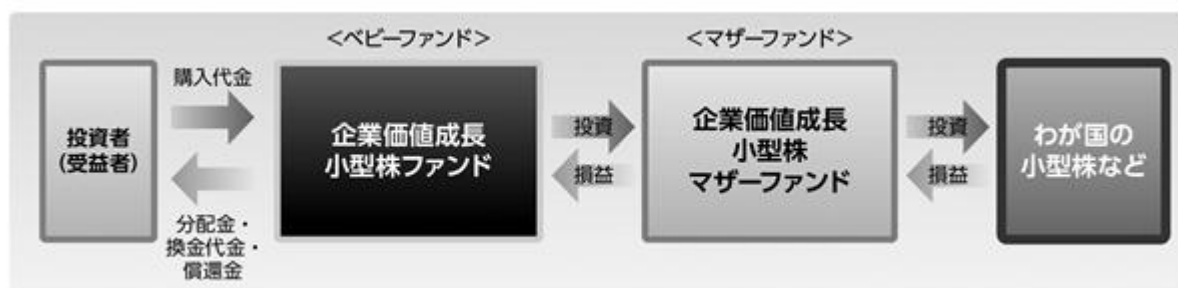 <ベビーファンド>
<マザーファンド>
購入代金
投資者
(受益者)
分配金・
換金代金・
償還金
企業価値成長
小型株ファンド
投資
損益
企業価値成長
小型株
マザーファンド
投資
損益
わが国の
小型株など